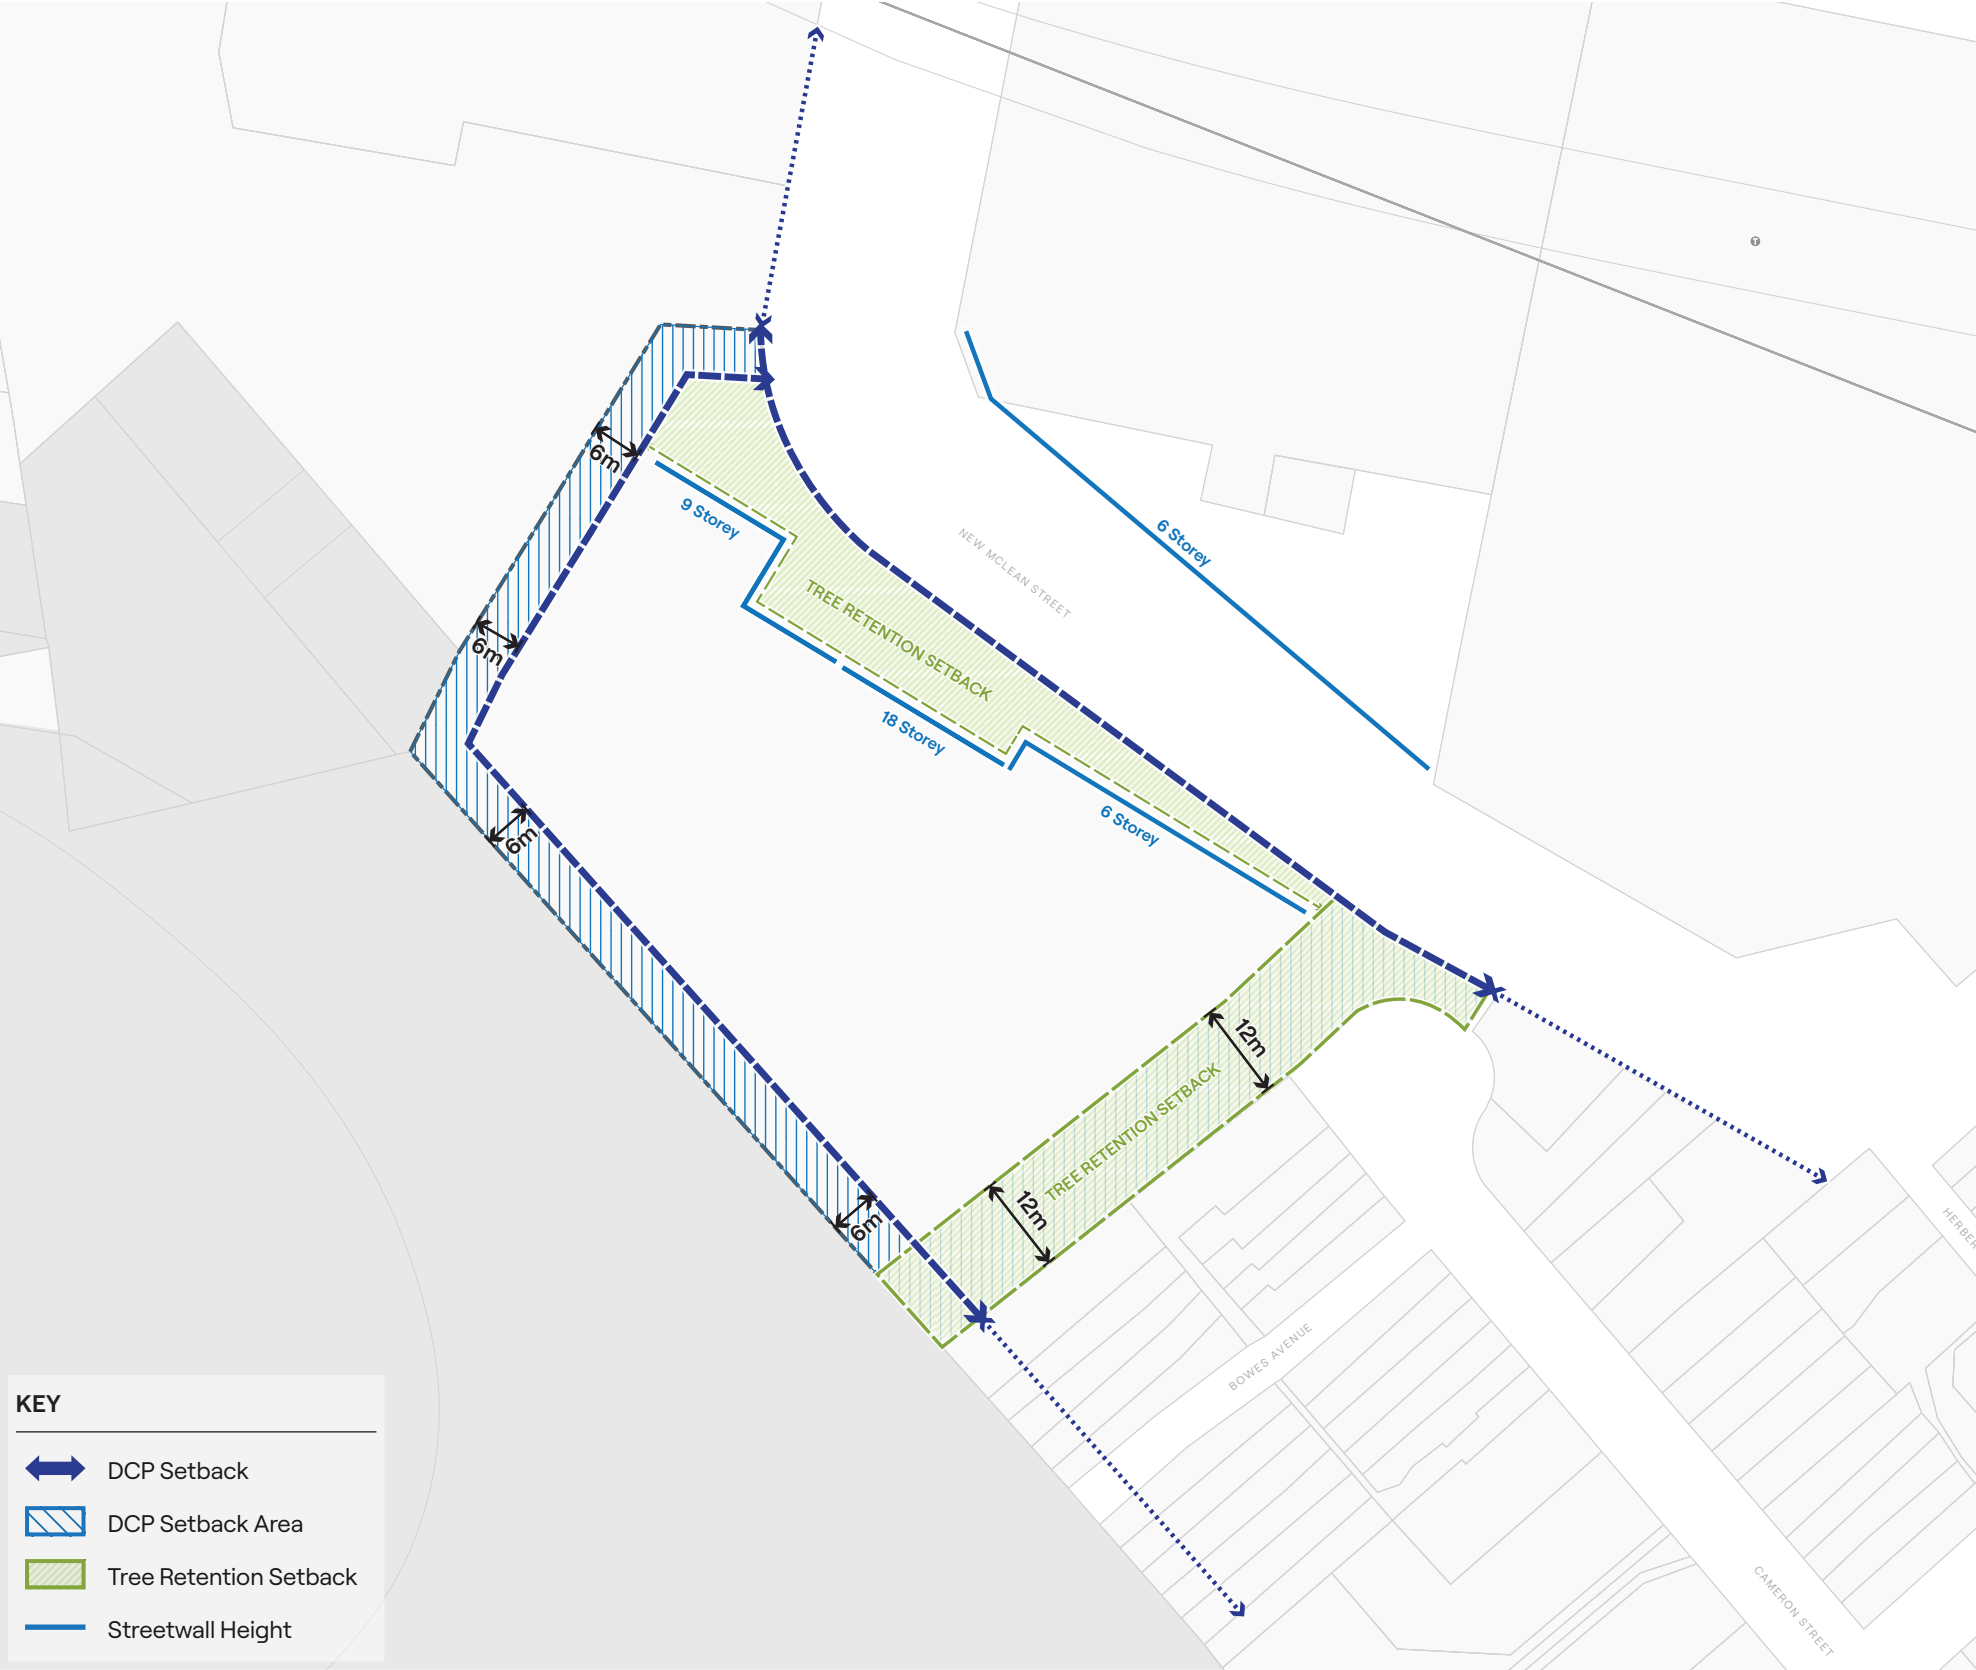 T
6m
9 Storey
NEW MCLEAN STREET
6 Storey
TREE RETENTION SETBACK
6m
18 Storey
6 Storey
6m
12m
TREE RETENTION SETBACK
12m
6m
HERBER
BOWES AVENUE
CAMERON STREET
KEY
DCP Setback
DCP Setback Area
Tree Retention Setback
Streetwall Height